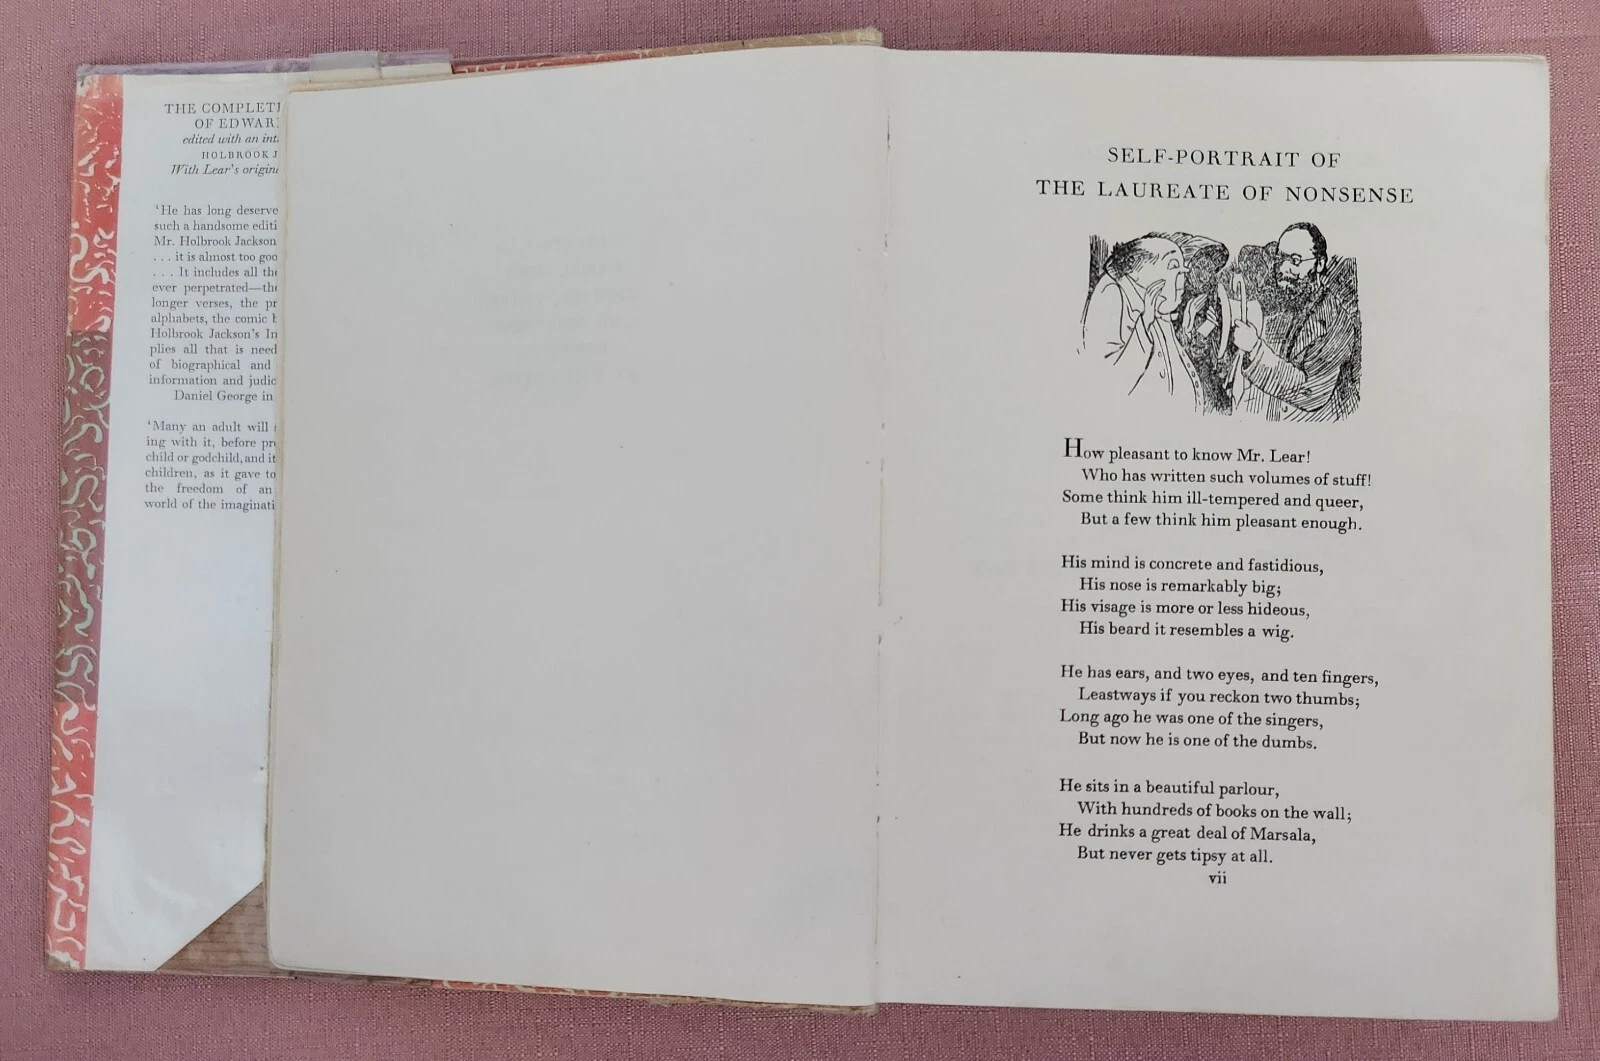 THE COMPLETE
OF EDWAR
edited with an int
HOLBROOK J
With Lear's origin
'He has long deserve
such a handsome editi
Mr. Holbrook Jackson
... it is almost too goo
... It includes all the
ever perpetrated—the
longer verses, the pr
alphabets, the comic b
Holbrook Jackson's In
plies all that is need
of biographical and
information and judic
Daniel George in
'Many an adult will
ing with it, before pr
child or godchild, and it
children, as it gave to
the freedom of an
world of the imaginati
SELF-PORTRAIT OF
THE LAUREATE OF NONSENSE
How pleasant to know Mr. Lear!
Who has written such volumes of stuff!
Some think him ill-tempered and queer,
But a few think him pleasant enough.
His mind is concrete and fastidious,
His nose is remarkably big;
His visage is more or less hideous,
His beard it resembles a wig.
He has ears, and two eyes, and ten fingers,
Leastways if you reckon two thumbs;
Long ago he was one of the singers,
But now he is one of the dumbs.
He sits in a beautiful parlour,
With hundreds of books on the wall;
He drinks a great deal of Marsala,
But never gets tipsy at all.
vii